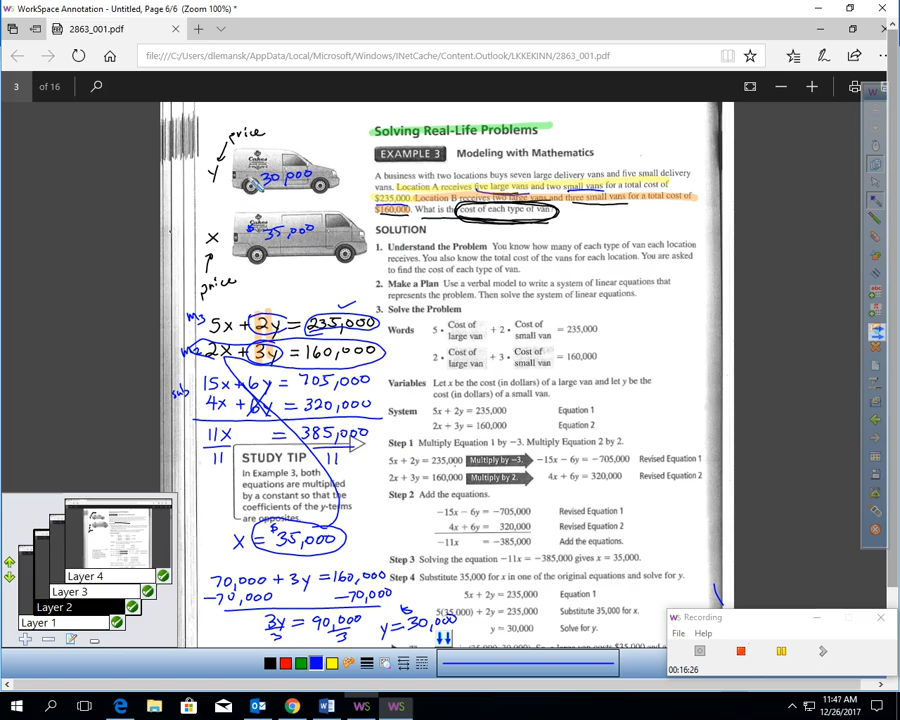 WorkSpace Annotation - Untitled, Page 6/6 (Zoom 100%) *
2863_001.pdf
file:///C:/Users/dlemansk/AppData/Local/Microsoft/Windows/INetCache/Content.Outlook/LKKEKINN/2863_001.pdf
3 of 16
price
y
Cakes
30,000
Cakes
$ 35,000
x
price
Solving Real-Life Problems
EXAMPLE 3 Modeling with Mathematics
A business with two locations buys seven large delivery vans and five small delivery
vans. Location A receives five large vans and two small vans for a total cost of
$235,000. Location B receives two large vans and three small vans for a total cost of
$160,000. What is the cost of each type of van
SOLUTION
1. Understand the Problem You know how many of each type of van each location
receives. You also know the total cost of the vans for each location. You are asked
to find the cost of each type of van.
2. Make a Plan Use a verbal model to write a system of linear equations that
represents the problem. Then solve the system of linear equations.
3. Solve the Problem
Words 5 · Cost of large van + 2 · Cost of small van = 235,000
2 · Cost of large van + 3 · Cost of small van = 160,000
Variables Let x be the cost (in dollars) of a large van and let y be the
cost (in dollars) of a small van.
System 5x + 2y = 235,000 Equation 1
2x + 3y = 160,000 Equation 2
Step 1 Multiply Equation 1 by −3. Multiply Equation 2 by 2.
5x + 2y = 235,000 Multiply by −3. −15x − 6y = −705,000 Revised Equation 1
2x + 3y = 160,000 Multiply by 2. 4x + 6y = 320,000 Revised Equation 2
Step 2 Add the equations.
−15x − 6y = −705,000 Revised Equation 1
4x + 6y = 320,000 Revised Equation 2
−11x = −385,000 Add the equations.
Step 3 Solving the equation −11x = −385,000 gives x = 35,000.
Step 4 Substitute 35,000 for x in one of the original equations and solve for y.
5x + 2y = 235,000 Equation 1
5(35,000) + 2y = 235,000 Substitute 35,000 for x.
y = 30,000 Solve for y.
M3 5x + 2y = 235,000
M2 2x + 3y = 160,000
15x + 6y = 705,000
sub 4x + 6y = 320,000
11x = 385,000
11 11
STUDY TIP
In Example 3, both
equations are multiplied
by a constant so that the
coefficients of the y-terms
are opposites.
x = $35,000
70,000 + 3y = 160,000
−70,000 −70,000
3y = 90,000
3 3
y = $30,000
Layer 4
Layer 3
Layer 2
Layer 1
Recording
File Help
00:16:26
11:47 AM
12/26/2017